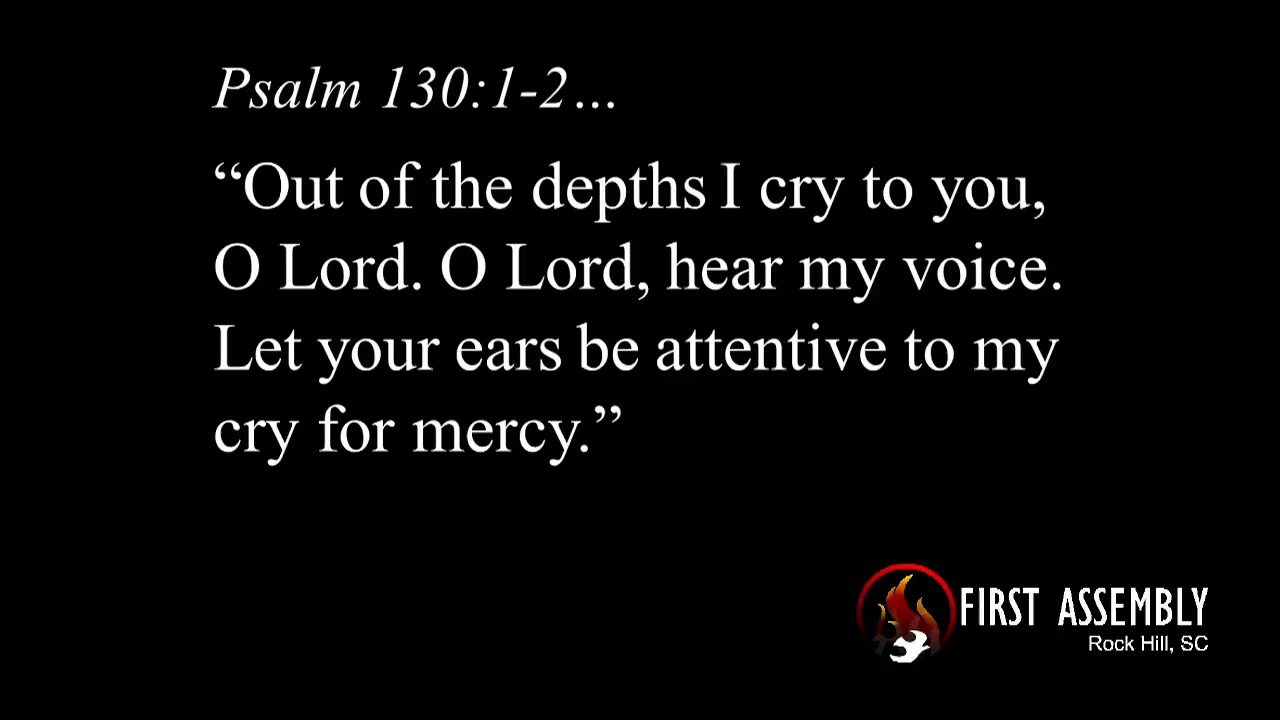 Psalm 130:1-2…
“Out of the depths I cry to you,
O Lord. O Lord, hear my voice.
Let your ears be attentive to my
cry for mercy.”
FIRST ASSEMBLY
Rock Hill, SC